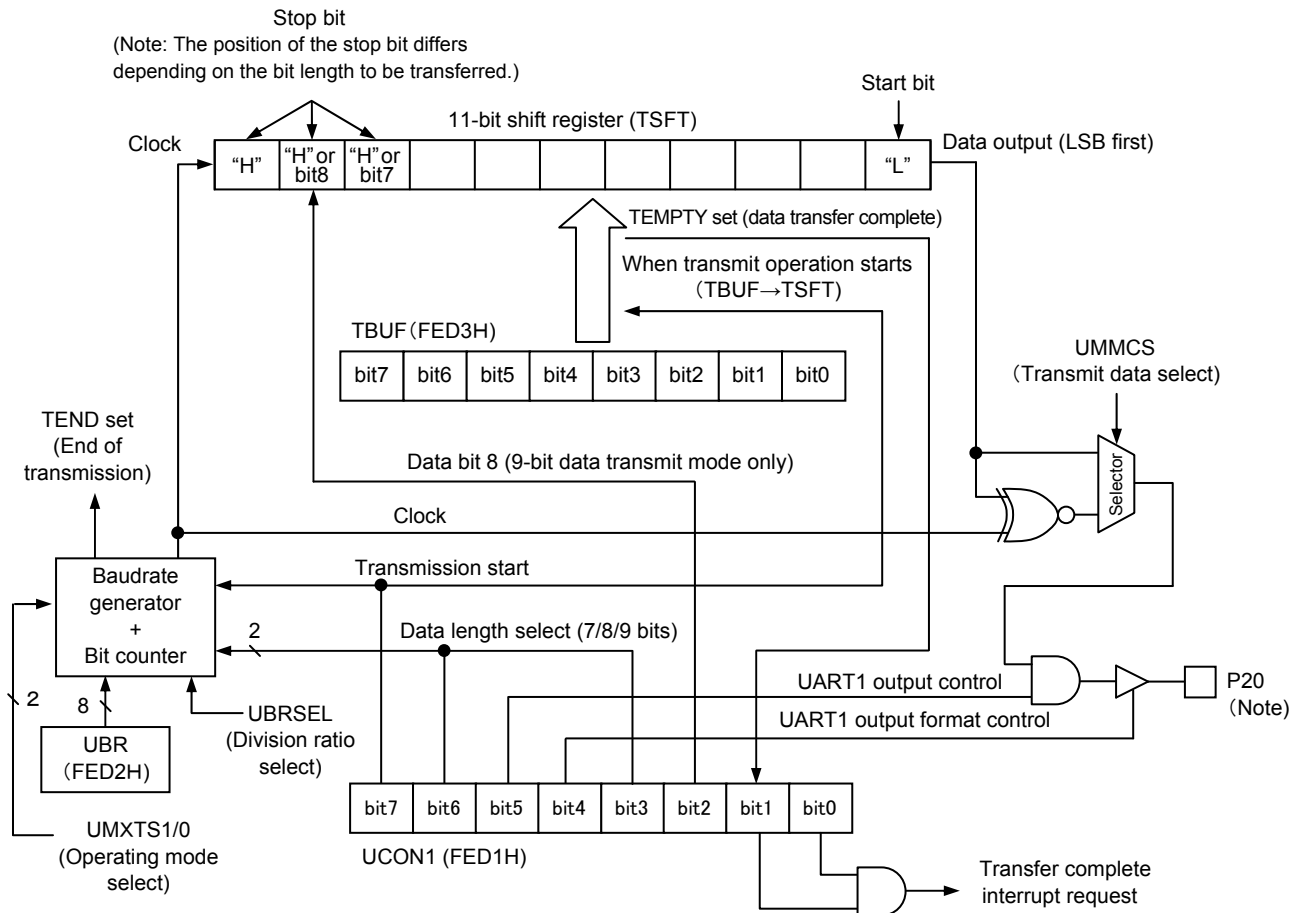 Stop bit
(Note: The position of the stop bit differs
depending on the bit length to be transferred.)
Start bit
11-bit shift register (TSFT)
Clock
Data output (LSB first)
“H”
“H” or
bit8
“H” or
bit7
“L”
TEMPTY set (data transfer complete)
When transmit operation starts
（TBUF→TSFT）
TBUF（FED3H）
bit7 bit6 bit5 bit4 bit3 bit2 bit1 bit0
UMMCS
（Transmit data select）
Selector
TEND set
(End of
transmission)
Data bit 8 (9-bit data transmit mode only)
Clock
Baudrate
generator
+
Bit counter
Transmission start
2
Data length select (7/8/9 bits)
2
8
UBR
（FED2H）
UBRSEL
(Division ratio
select)
UART1 output control
UART1 output format control
P20
（Note）
bit7 bit6 bit5 bit4 bit3 bit2 bit1 bit0
UCON1 (FED1H)
UMXTS1/0
(Operating mode
select)
Transfer complete
interrupt request